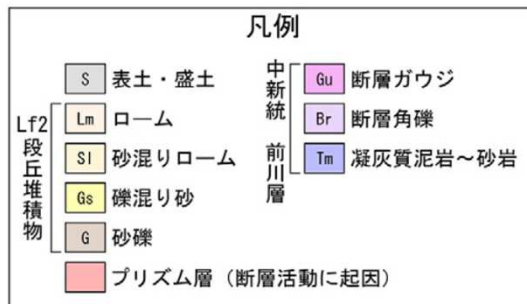 凡例
S 表土・盛土
Lf2段丘堆積物
Lm ローム
Sl 砂混りローム
Gs 礫混り砂
G 砂礫
プリズム層（断層活動に起因）
中新統 前川層
Gu 断層ガウジ
Br 断層角礫
Tm 凝灰質泥岩～砂岩